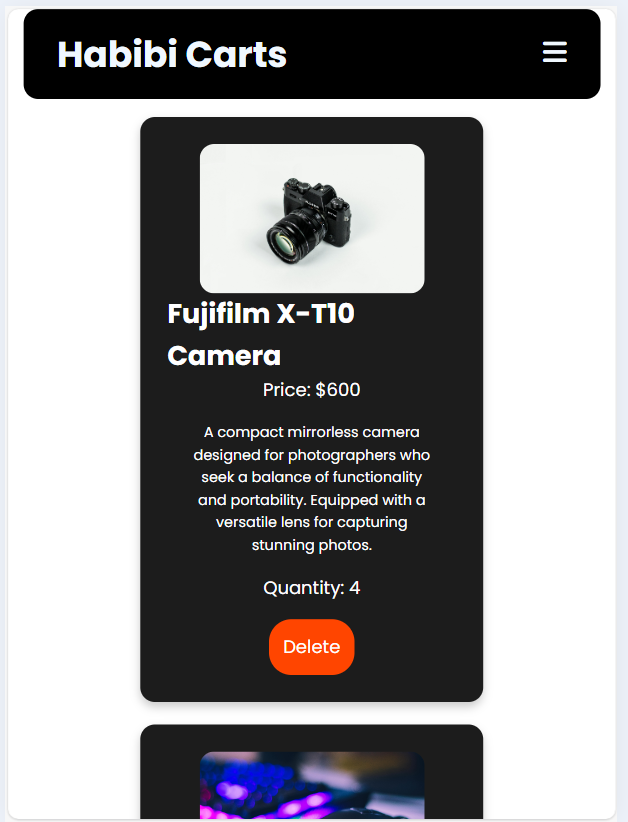 Habibi Carts
Fujifilm X-T10
Camera
Price: $600
A compact mirrorless camera
designed for photographers who
seek a balance of functionality
and portability. Equipped with a
versatile lens for capturing
stunning photos.
Quantity: 4
Delete